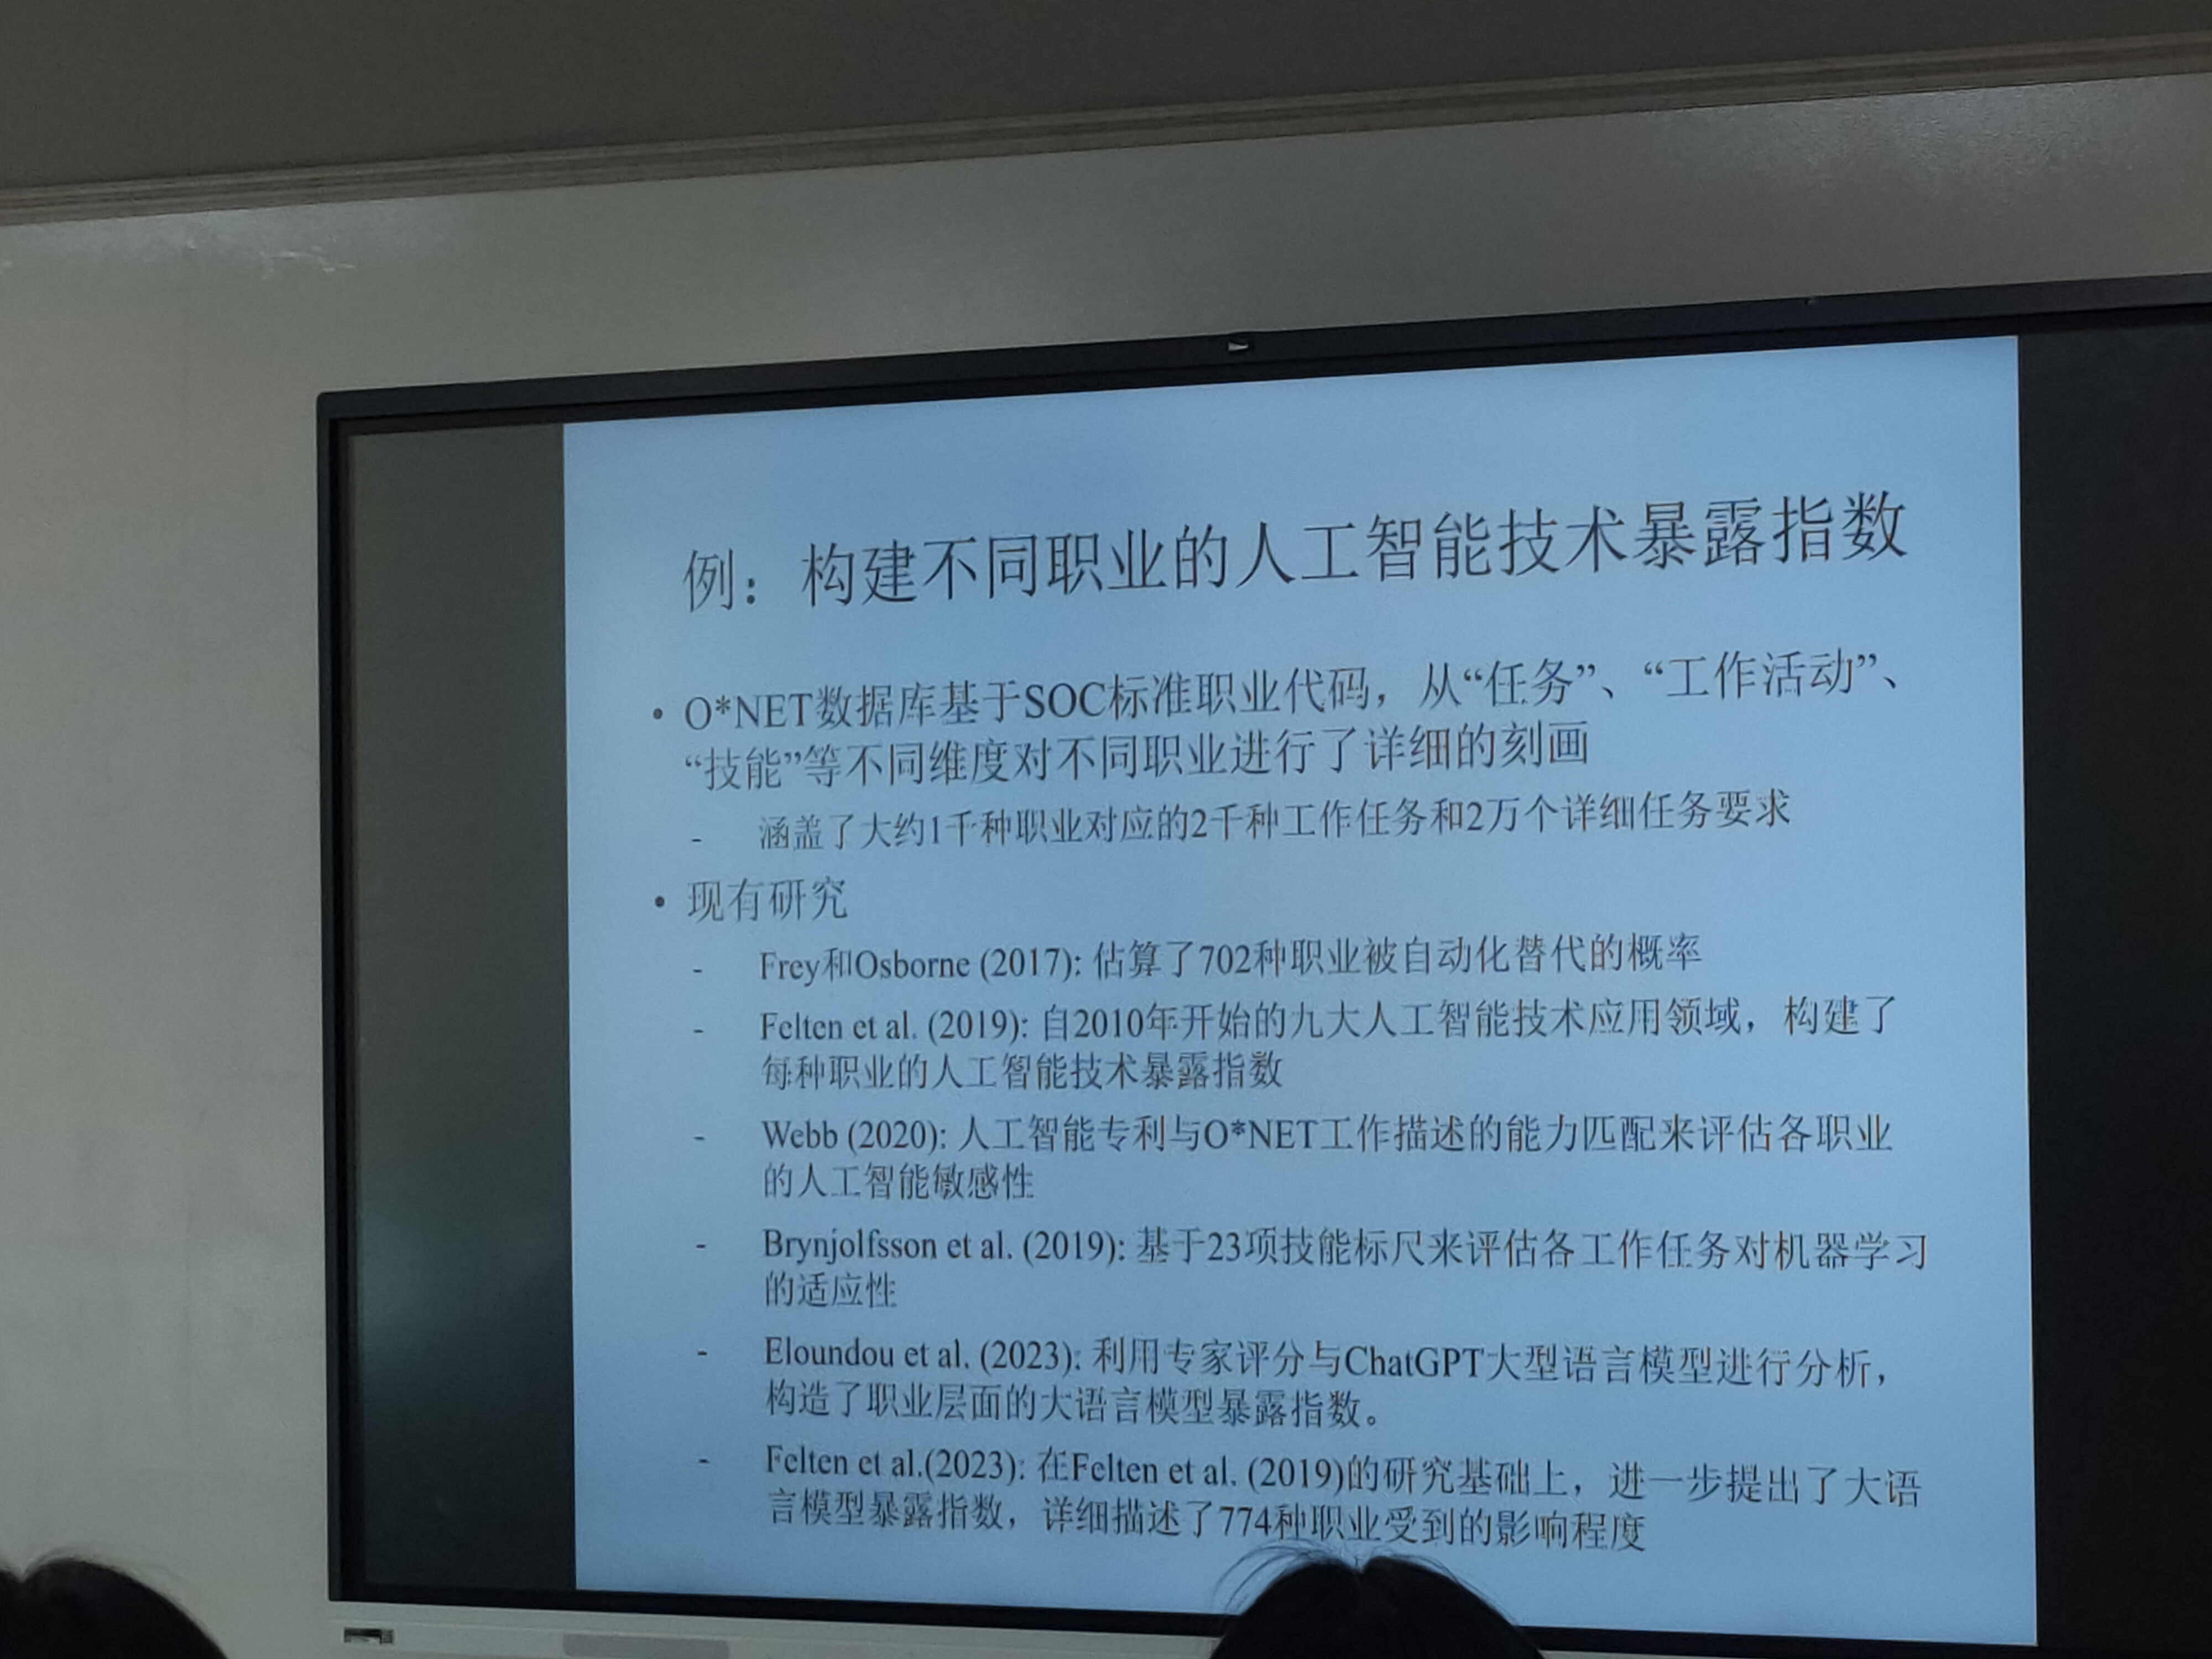 例：构建不同职业的人工智能技术暴露指数
• O*NET数据库基于SOC标准职业代码，从“任务”、“工作活动”、
“技能”等不同维度对不同职业进行了详细的刻画
- 涵盖了大约1千种职业对应的2千种工作任务和2万个详细任务要求
• 现有研究
- Frey和Osborne (2017): 估算了702种职业被自动化替代的概率
- Felten et al. (2019): 自2010年开始的九大人工智能技术应用领域，构建了
每种职业的人工智能技术暴露指数
- Webb (2020): 人工智能专利与O*NET工作描述的能力匹配来评估各职业
的人工智能敏感性
- Brynjolfsson et al. (2019): 基于23项技能标尺来评估各工作任务对机器学习
的适应性
- Eloundou et al. (2023): 利用专家评分与ChatGPT大型语言模型进行分析，
构造了职业层面的大语言模型暴露指数。
- Felten et al.(2023): 在Felten et al. (2019)的研究基础上，进一步提出了大语
言模型暴露指数，详细描述了774种职业受到的影响程度